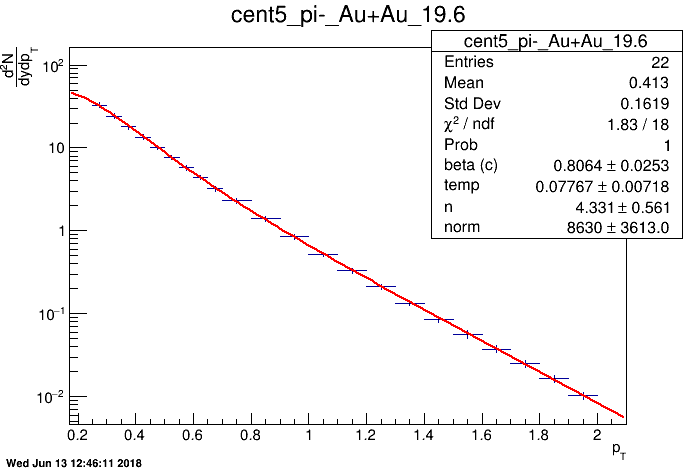 cent5_pi-_Au+Au_19.6
d²N
dydp_T
cent5_pi-_Au+Au_19.6
Entries 22
Mean 0.413
Std Dev 0.1619
χ² / ndf 1.83 / 18
Prob 1
beta (c) 0.8064 ± 0.0253
temp 0.07767 ± 0.00718
n 4.331 ± 0.561
norm 8630 ± 3613.0
10²
10
1
10⁻¹
10⁻²
0.2 0.4 0.6 0.8 1 1.2 1.4 1.6 1.8 2
p_T
Wed Jun 13 12:46:11 2018